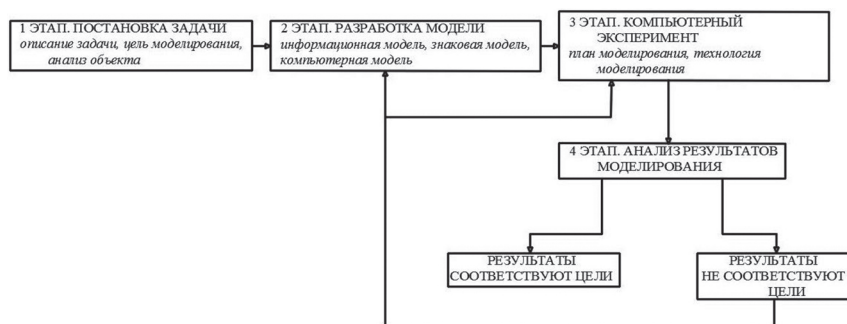 1 ЭТАП. ПОСТАНОВКА ЗАДАЧИ
описание задачи, цель моделирования,
анализ объекта
2 ЭТАП. РАЗРАБОТКА МОДЕЛИ
информационная модель, знаковая модель,
компьютерная модель
3 ЭТАП. КОМПЬЮТЕРНЫЙ
ЭКСПЕРИМЕНТ
план моделирования, технология
моделирования
4 ЭТАП. АНАЛИЗ РЕЗУЛЬТАТОВ
МОДЕЛИРОВАНИЯ
РЕЗУЛЬТАТЫ
СООТВЕТСТВУЮТ ЦЕЛИ
РЕЗУЛЬТАТЫ
НЕ СООТВЕТСТВУЮТ
ЦЕЛИ